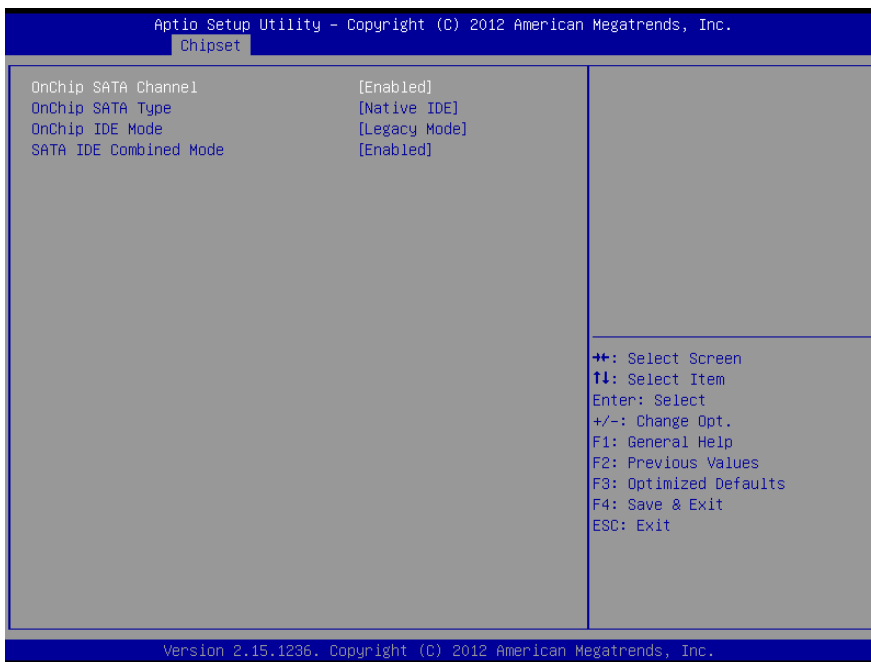 Aptio Setup Utility – Copyright (C) 2012 American Megatrends, Inc.
Chipset
OnChip SATA Channel [Enabled]
OnChip SATA Type [Native IDE]
OnChip IDE Mode [Legacy Mode]
SATA IDE Combined Mode [Enabled]
→←: Select Screen
↑↓: Select Item
Enter: Select
+/-: Change Opt.
F1: General Help
F2: Previous Values
F3: Optimized Defaults
F4: Save & Exit
ESC: Exit
Version 2.15.1236. Copyright (C) 2012 American Megatrends, Inc.